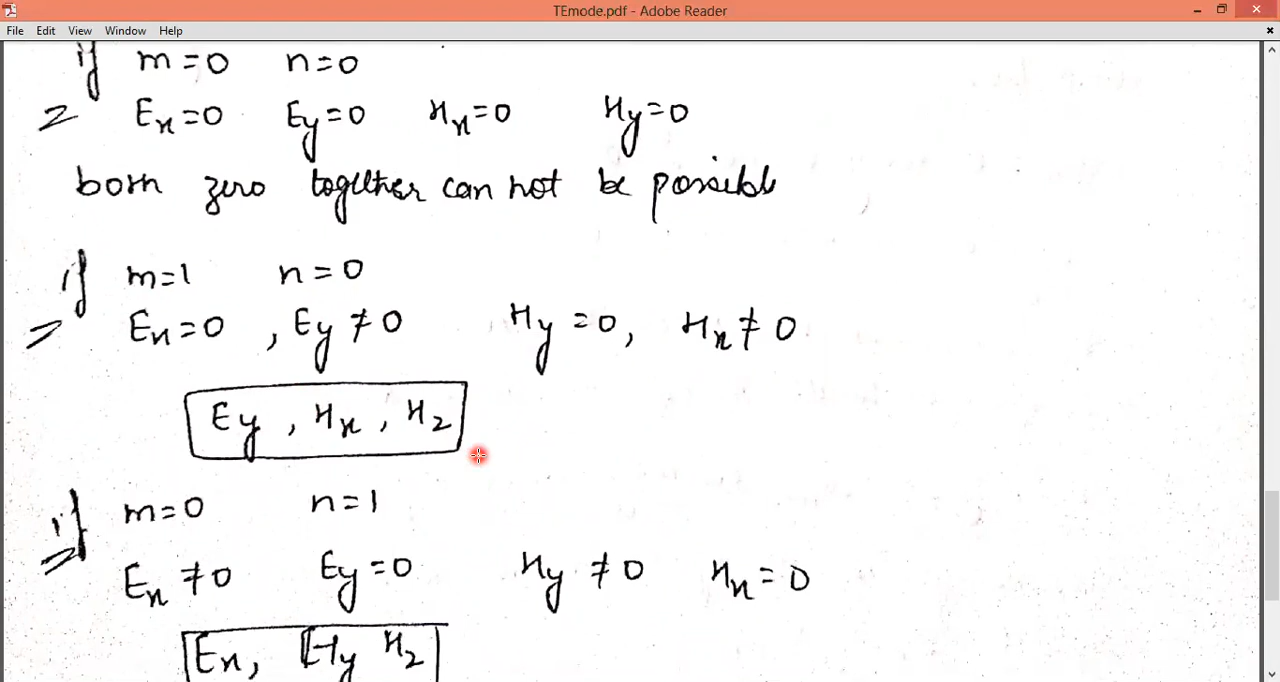 TEmode.pdf - Adobe Reader
File Edit View Window Help
if m=0 n=0
Ex=0 Ey=0 Hx=0 Hy=0
both zero together can not be possible
if m=1 n=0
Ex=0 , Ey≠0 Hy=0, Hx≠0
Ey , Hx , Hz
if m=0 n=1
Ex≠0 Ey=0 Hy≠0 Hx=0
Ex, Hy Hz